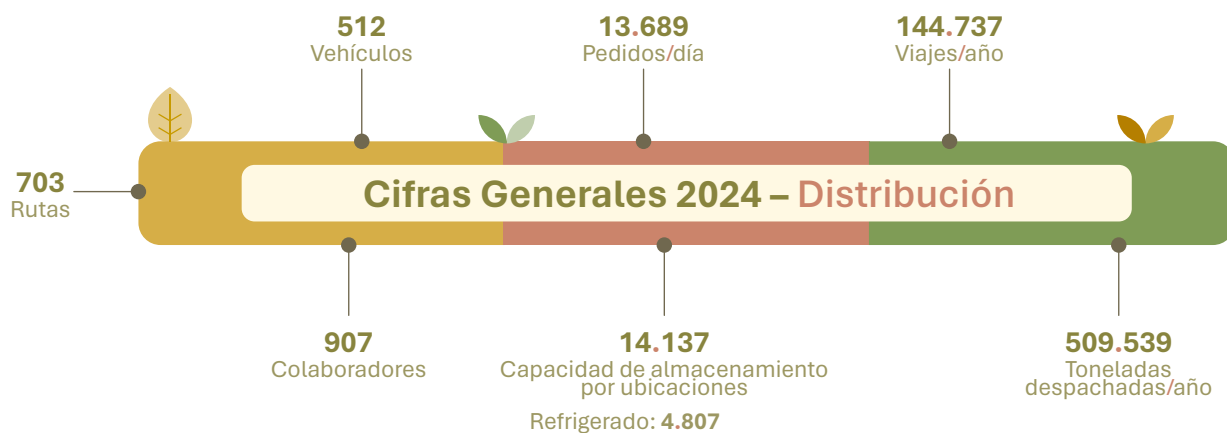 512
Vehículos
13.689
Pedidos/día
144.737
Viajes/año
703
Rutas
Cifras Generales 2024 – Distribución
907
Colaboradores
14.137
Capacidad de almacenamiento
por ubicaciones
Refrigerado: 4.807
509.539
Toneladas
despachadas/año